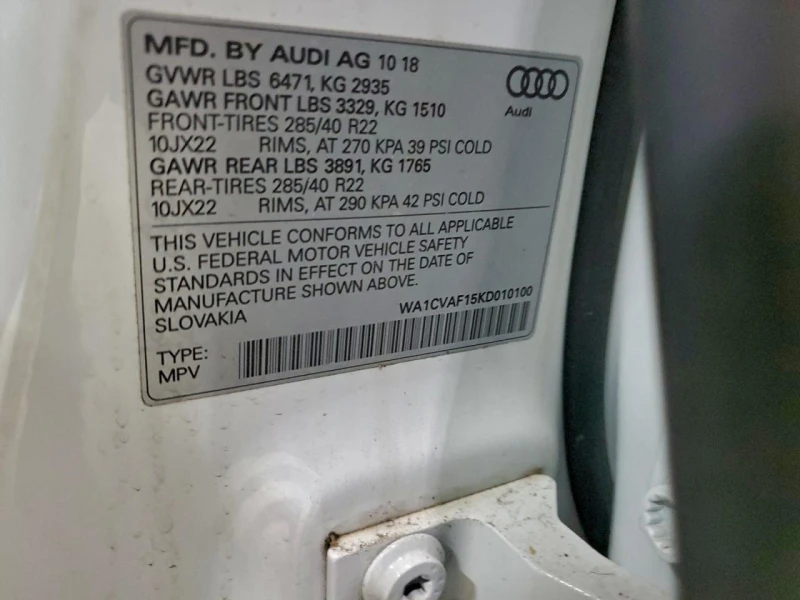 MFD. BY AUDI AG 10 18
GVWR LBS 6471, KG 2935
GAWR FRONT LBS 3329, KG 1510
FRONT-TIRES 285/40 R22
10JX22 RIMS, AT 270 KPA 39 PSI COLD
GAWR REAR LBS 3891, KG 1765
REAR-TIRES 285/40 R22
10JX22 RIMS, AT 290 KPA 42 PSI COLD
Audi
THIS VEHICLE CONFORMS TO ALL APPLICABLE
U.S. FEDERAL MOTOR VEHICLE SAFETY
STANDARDS IN EFFECT ON THE DATE OF
MANUFACTURE SHOWN ABOVE.
SLOVAKIA
WA1CVAF15KD010100
TYPE:
MPV